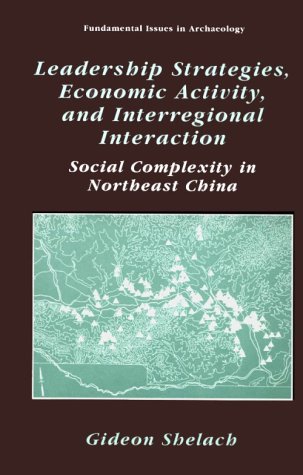 Fundamental Issues in Archaeology
Leadership Strategies,
Economic Activity,
and Interregional
Interaction
Social Complexity in
Northeast China
Gideon Shelach